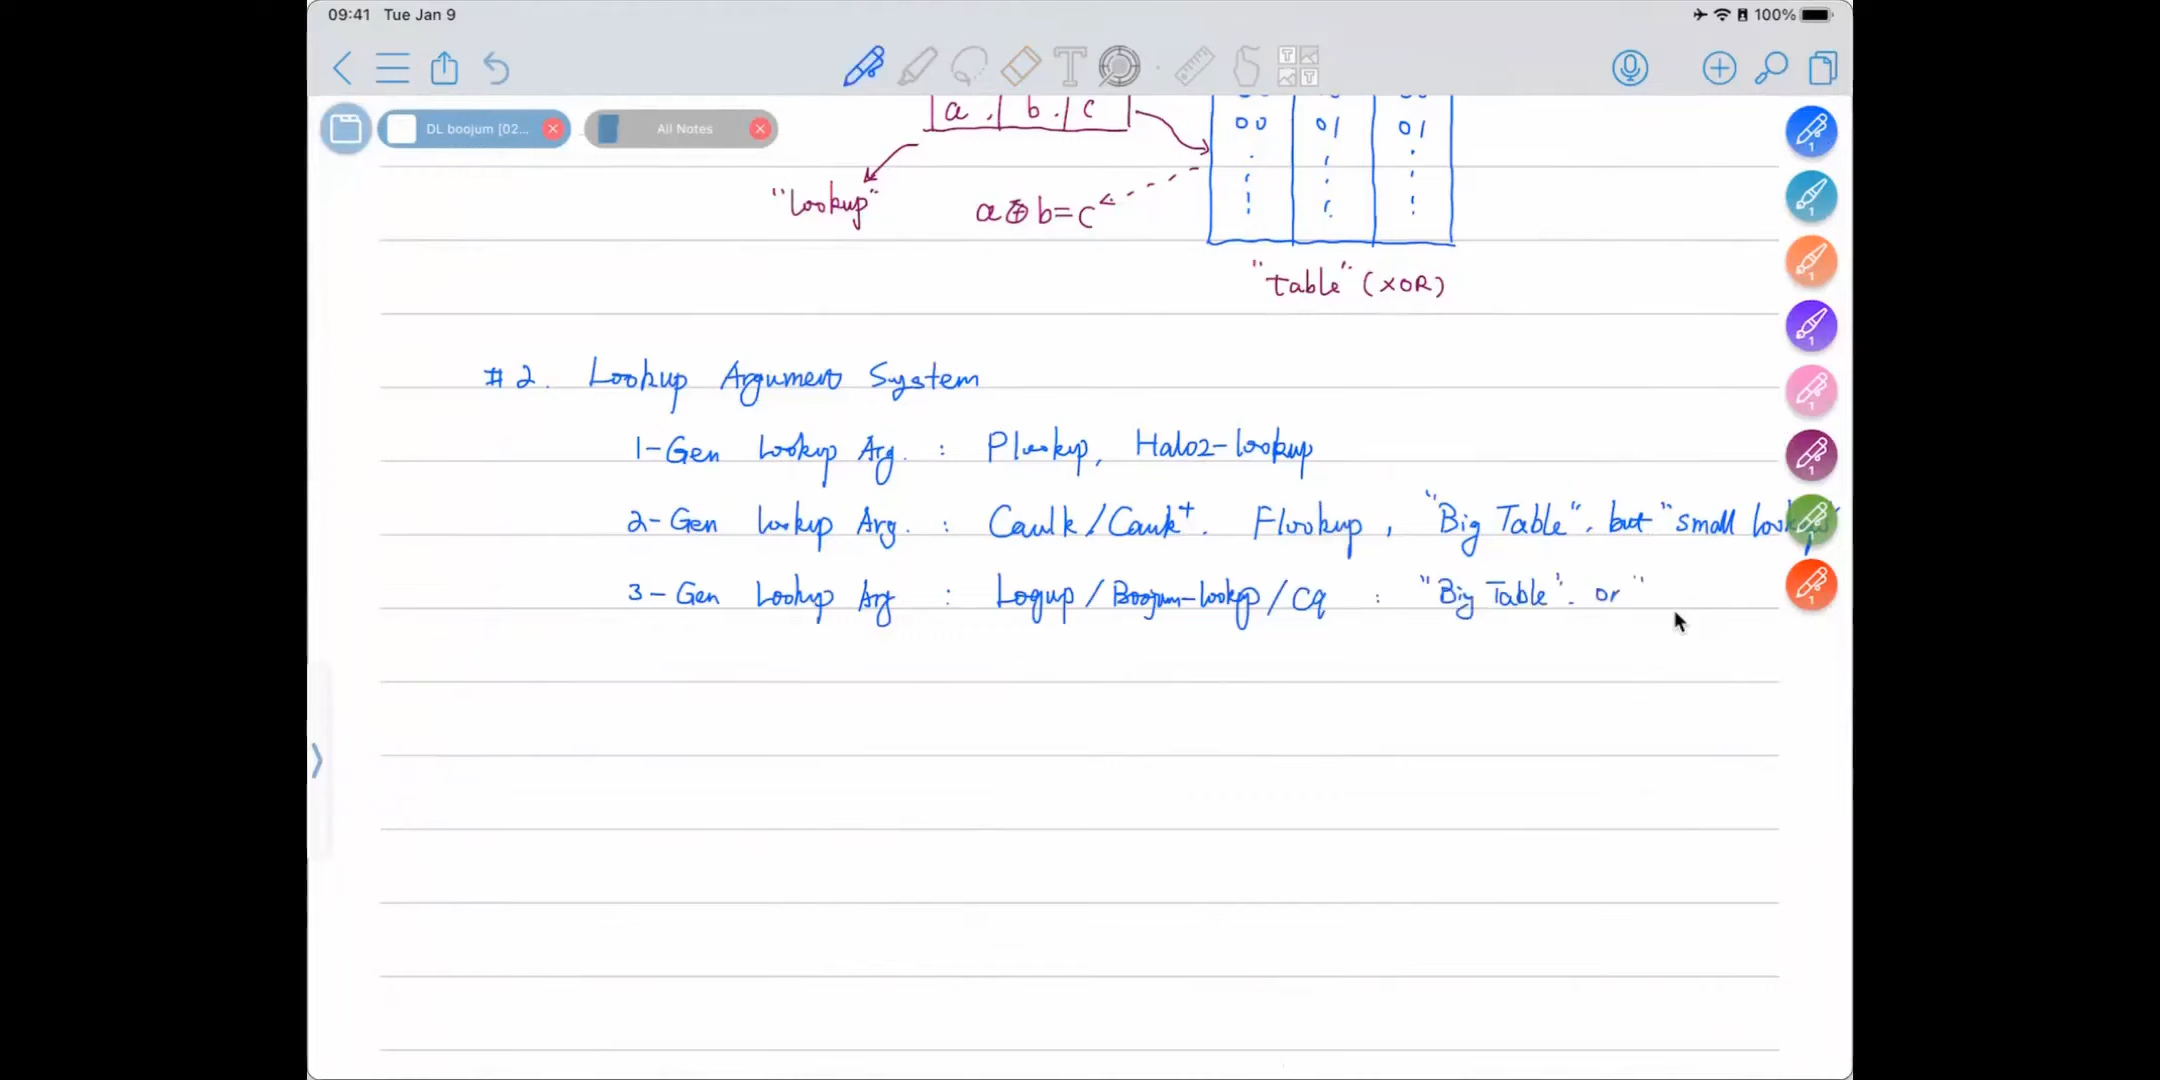 09:41 Tue Jan 9 100%
DL boojum [02... All Notes
a . b . c
00 01 01
"lookup" a ⊕ b = c
"table" (XOR)
#2. Lookup Argument System
1-Gen Lookup Arg. : Plookup, Halo2-lookup
2-Gen lookup Arg. : Caulk/Caulk+. Flookup, "Big Table". but "small
3-Gen Lookup Arg : Logup/Boojum-lookup/Cq : "Big Table". or "